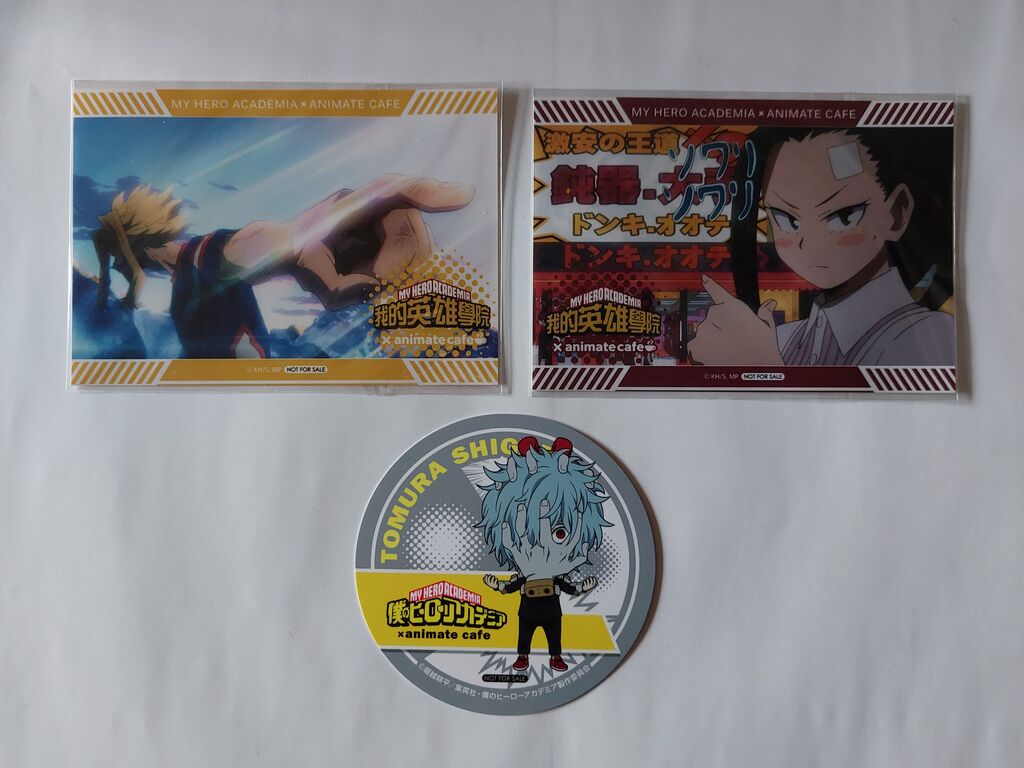 MY HERO ACADEMIA × ANIMATE CAFE
MY HERO ACADEMIA
我的英雄學院
× animate cafe
© KH/S, MP NOT FOR SALE
MY HERO ACADEMIA × ANIMATE CAFE
激安の王道
鈍器.大
ソワソワ
ドンキ.オオテ
ドンキ.オオテ
MY HERO ACADEMIA
我的英雄學院
× animate cafe
© KH/S, MP NOT FOR SALE
TOMURA SHIG
MY HERO ACADEMIA
僕のヒーローアカデミア
×animate cafe
NOT FOR SALE
©堀越耕平／集英社・僕のヒーローアカデミア製作委員会